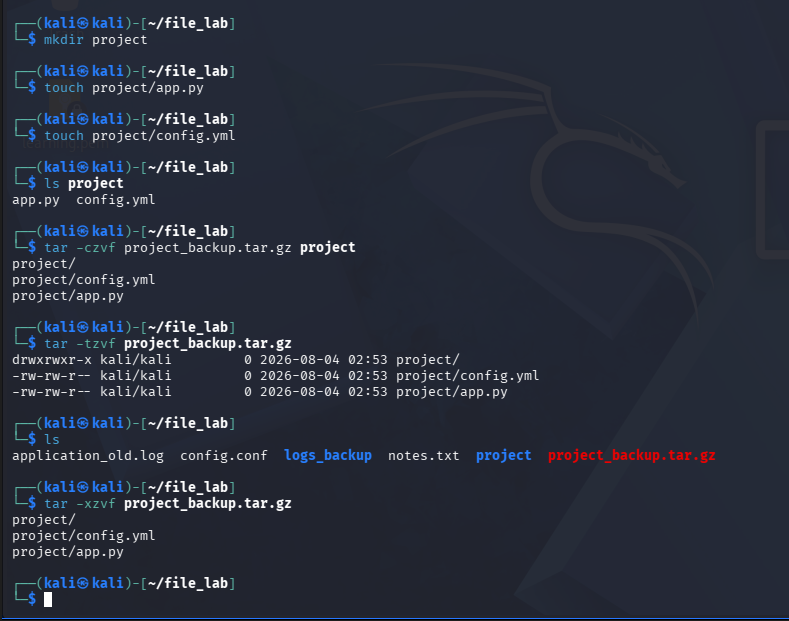 ┌──(kali㉿kali)-[~/file_lab]
└─$ mkdir project
┌──(kali㉿kali)-[~/file_lab]
└─$ touch project/app.py
┌──(kali㉿kali)-[~/file_lab]
└─$ touch project/config.yml
┌──(kali㉿kali)-[~/file_lab]
└─$ ls project
app.py  config.yml
┌──(kali㉿kali)-[~/file_lab]
└─$ tar -czvf project_backup.tar.gz project
project/
project/config.yml
project/app.py
┌──(kali㉿kali)-[~/file_lab]
└─$ tar -tzvf project_backup.tar.gz
drwxrwxr-x kali/kali         0 2026-08-04 02:53 project/
-rw-rw-r-- kali/kali         0 2026-08-04 02:53 project/config.yml
-rw-rw-r-- kali/kali         0 2026-08-04 02:53 project/app.py
┌──(kali㉿kali)-[~/file_lab]
└─$ ls
application_old.log  config.conf  logs_backup  notes.txt  project  project_backup.tar.gz
┌──(kali㉿kali)-[~/file_lab]
└─$ tar -xzvf project_backup.tar.gz
project/
project/config.yml
project/app.py
┌──(kali㉿kali)-[~/file_lab]
└─$